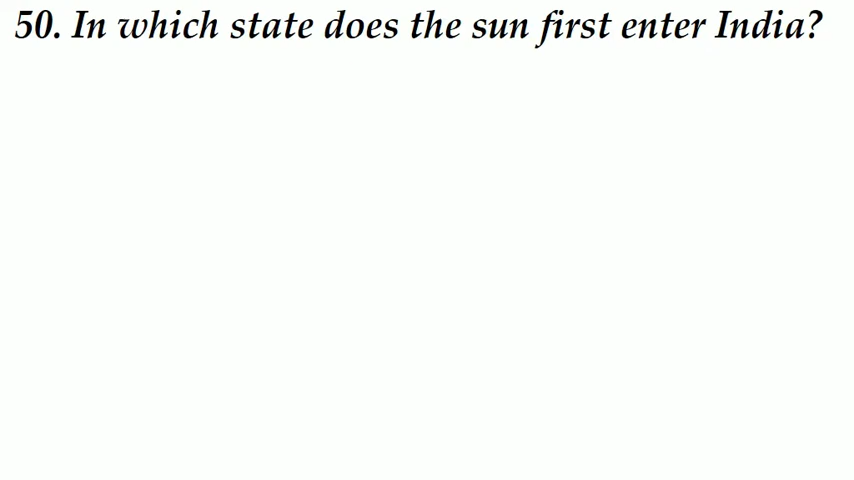 50. In which state does the sun first enter India?